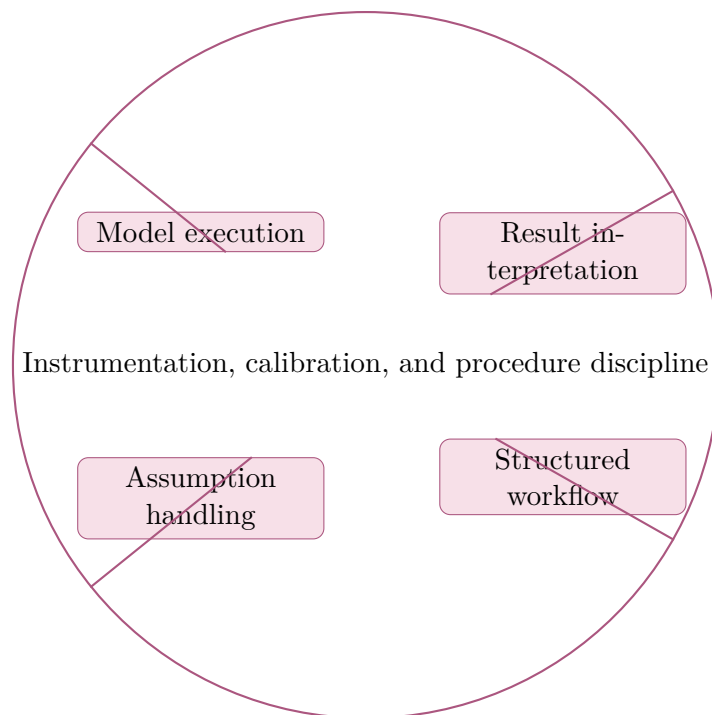 Model execution
Result in-
terpretation
Instrumentation, calibration, and procedure discipline
Assumption
handling
Structured
workflow